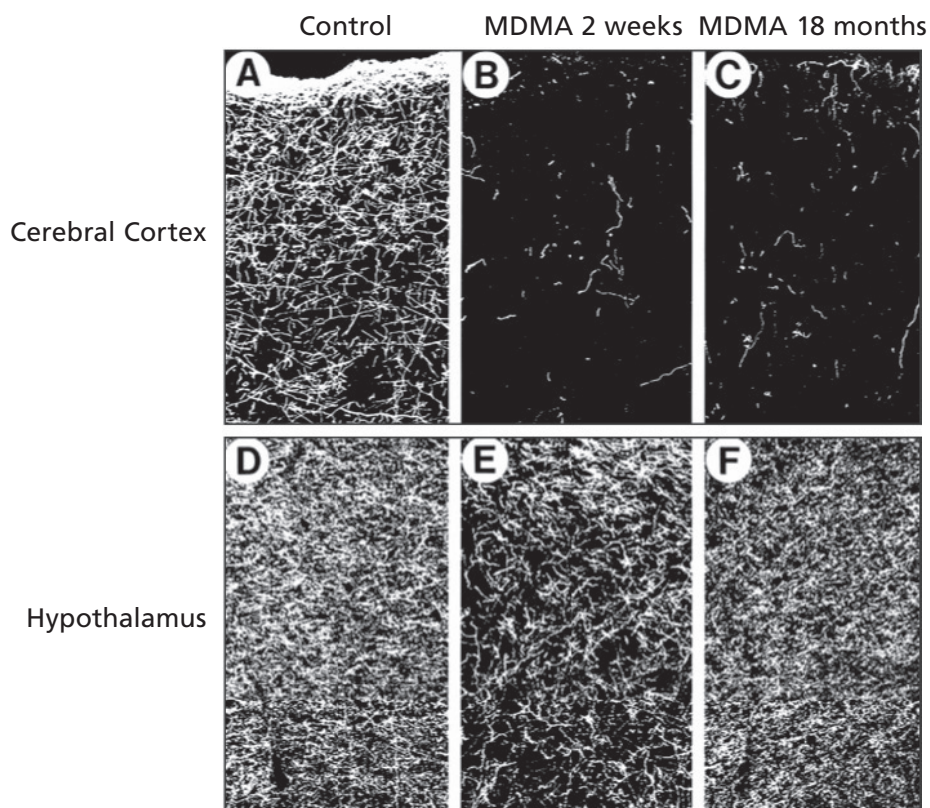 Control MDMA 2 weeks MDMA 18 months
A B C
Cerebral Cortex
D E F
Hypothalamus